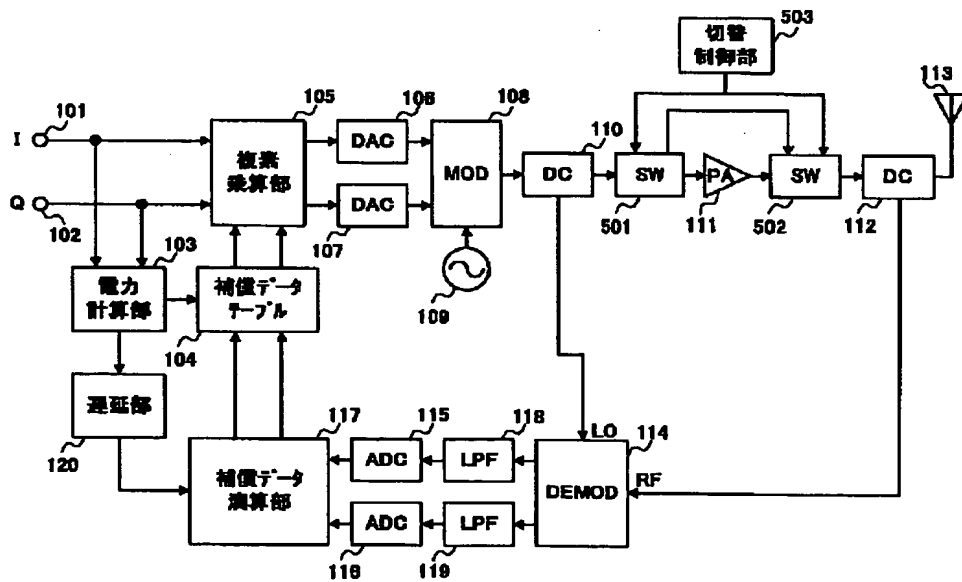 503
切替
制御部
113
101
105
106
108
I
複素
乗算部
DAC
MOD
110
DC
SW
PA
SW
DC
Q
102
DAC
107
501
111
502
112
103
電力
計算部
補償データ
テーブル
104
109
遅延部
120
117
115
118
LO
114
補償データ
演算部
ADC
LPF
DEMOD
RF
ADC
LPF
116
119